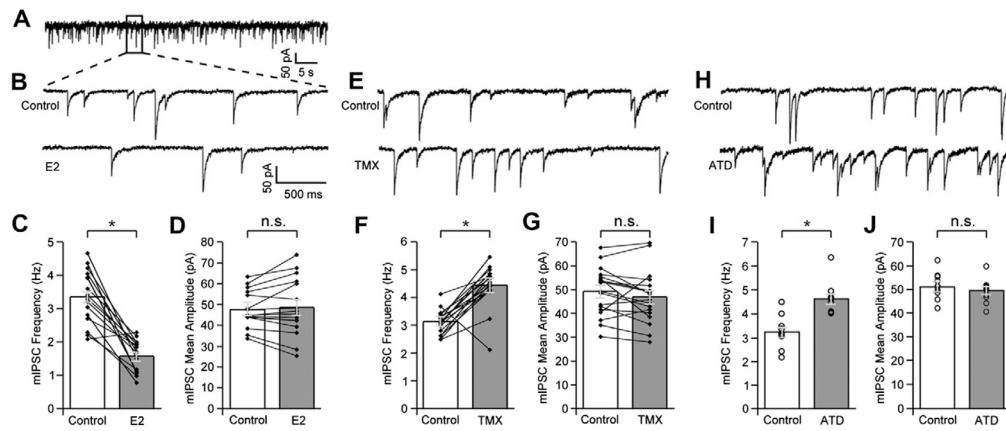 A
50 pA
5 s
B
Control
E2
50 pA
500 ms
E
Control
TMX
H
Control
ATD
C
*
mIPSC Frequency (Hz)
5
4
3
2
1
0
Control E2
D
n.s.
mIPSC Mean Amplitude (pA)
80
70
60
50
40
30
20
10
0
Control E2
F
*
mIPSC Frequency (Hz)
6
5
4
3
2
1
0
Control TMX
G
n.s.
mIPSC Mean Amplitude (pA)
70
60
50
40
30
20
10
0
Control TMX
I
*
mIPSC Frequency (Hz)
7
6
5
4
3
2
1
0
Control ATD
J
n.s.
mIPSC Mean Amplitude (pA)
70
60
50
40
30
20
10
0
Control ATD